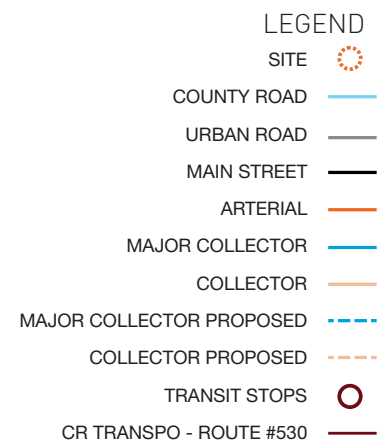 LEGEND
SITE
COUNTY ROAD
URBAN ROAD
MAIN STREET
ARTERIAL
MAJOR COLLECTOR
COLLECTOR
MAJOR COLLECTOR PROPOSED
COLLECTOR PROPOSED
TRANSIT STOPS
CR TRANSPO - ROUTE #530